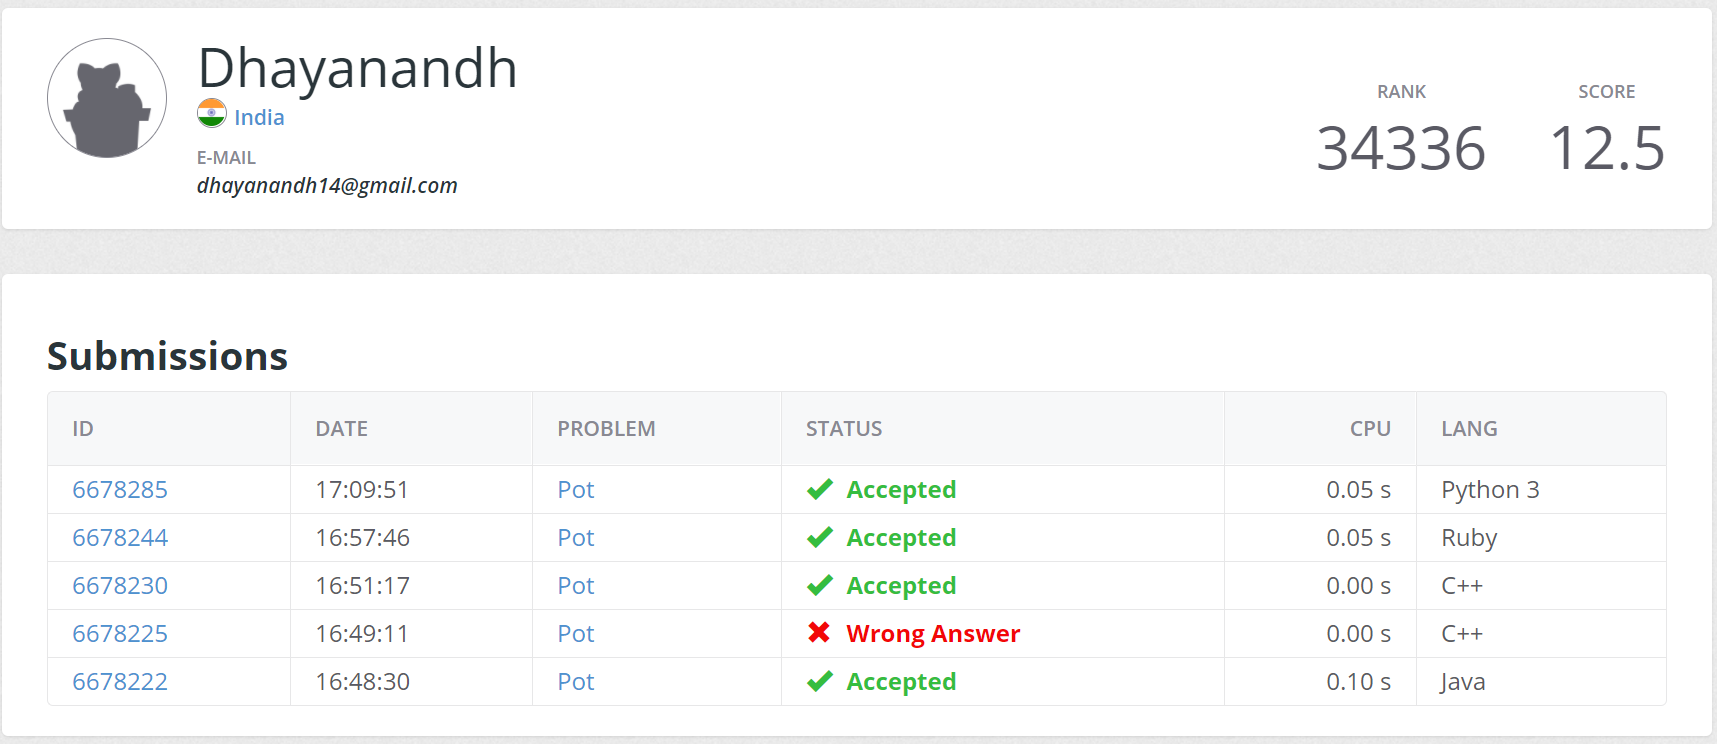 Dhayanandh
India
E-MAIL
dhayanandh14@gmail.com
RANK SCORE
34336 12.5
Submissions
ID DATE PROBLEM STATUS CPU LANG
6678285 17:09:51 Pot Accepted 0.05 s Python 3
6678244 16:57:46 Pot Accepted 0.05 s Ruby
6678230 16:51:17 Pot Accepted 0.00 s C++
6678225 16:49:11 Pot Wrong Answer 0.00 s C++
6678222 16:48:30 Pot Accepted 0.10 s Java